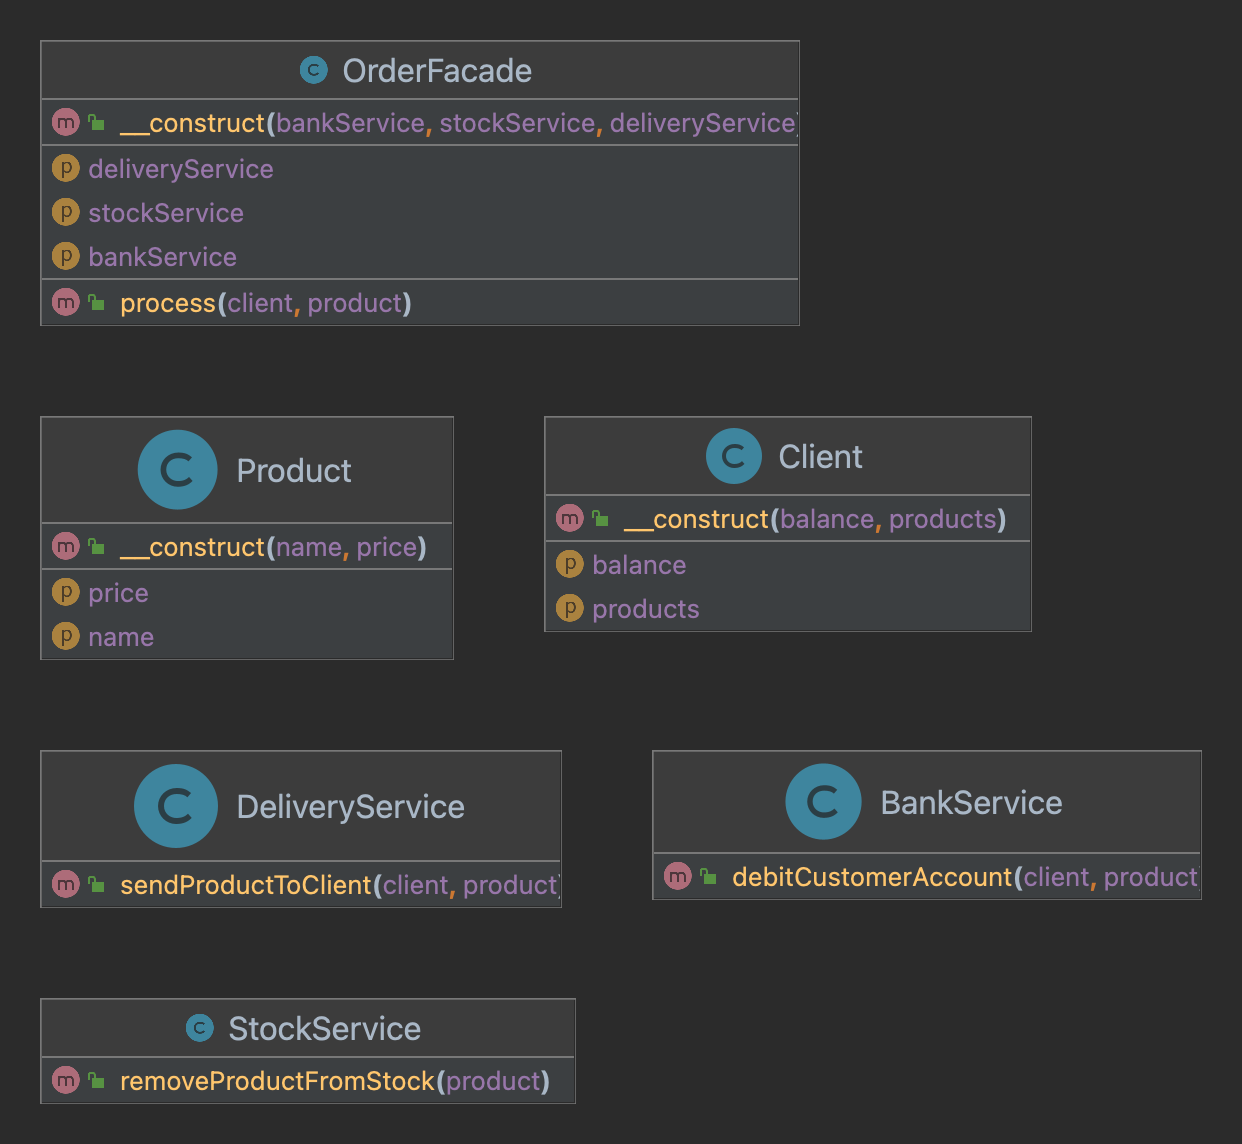 C OrderFacade
m __construct(bankService, stockService, deliveryService)
p deliveryService
p stockService
p bankService
m process(client, product)
C Product
m __construct(name, price)
p price
p name
C Client
m __construct(balance, products)
p balance
p products
C DeliveryService
m sendProductToClient(client, product)
C BankService
m debitCustomerAccount(client, product
C StockService
m removeProductFromStock(product)